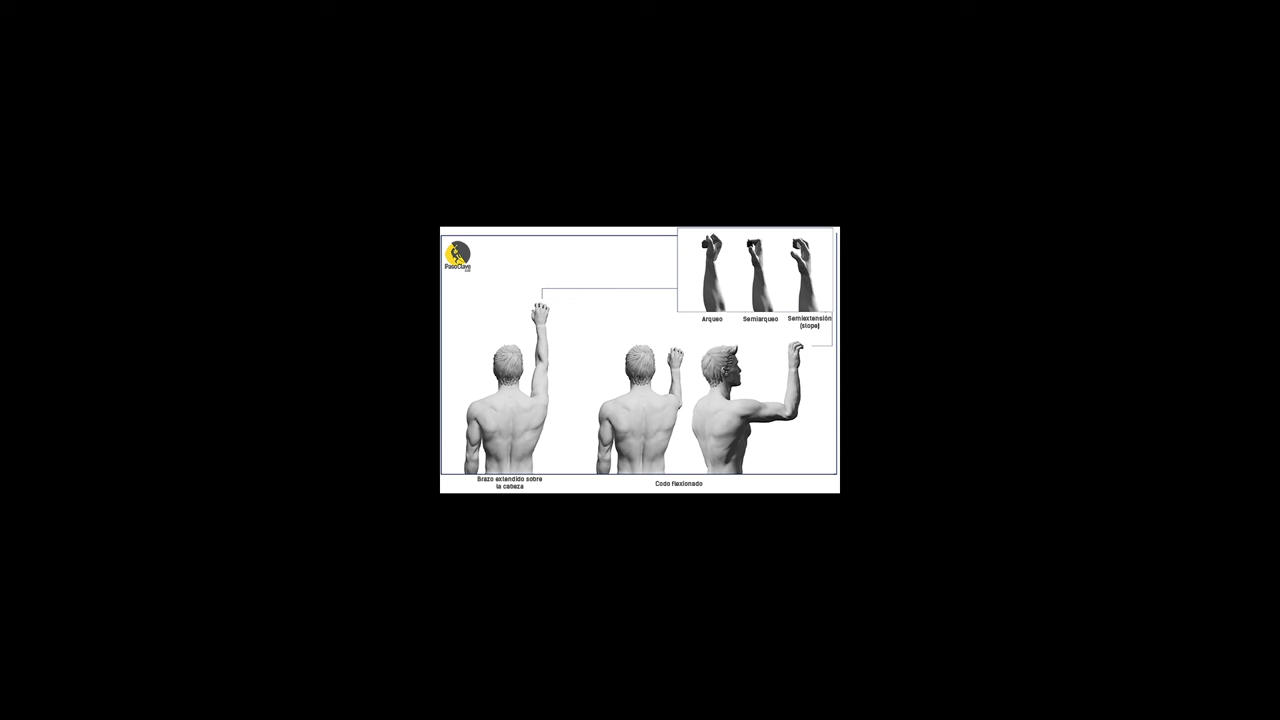 PasoClave
Arqueo
Semiarqueo
Semiextensión
(slope)
Brazo extendido sobre
la cabeza
Codo flexionado